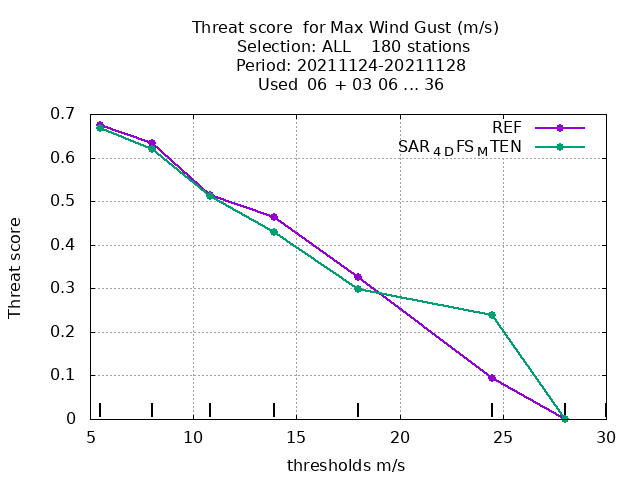 Threat score  for Max Wind Gust (m/s)
Selection: ALL    180 stations
Period: 20211124-20211128
Used  06 + 03 06 ... 36
REF
SAR4DFSMTEN
Threat score
0.7
0.6
0.5
0.4
0.3
0.2
0.1
0
5 10 15 20 25 30
thresholds m/s